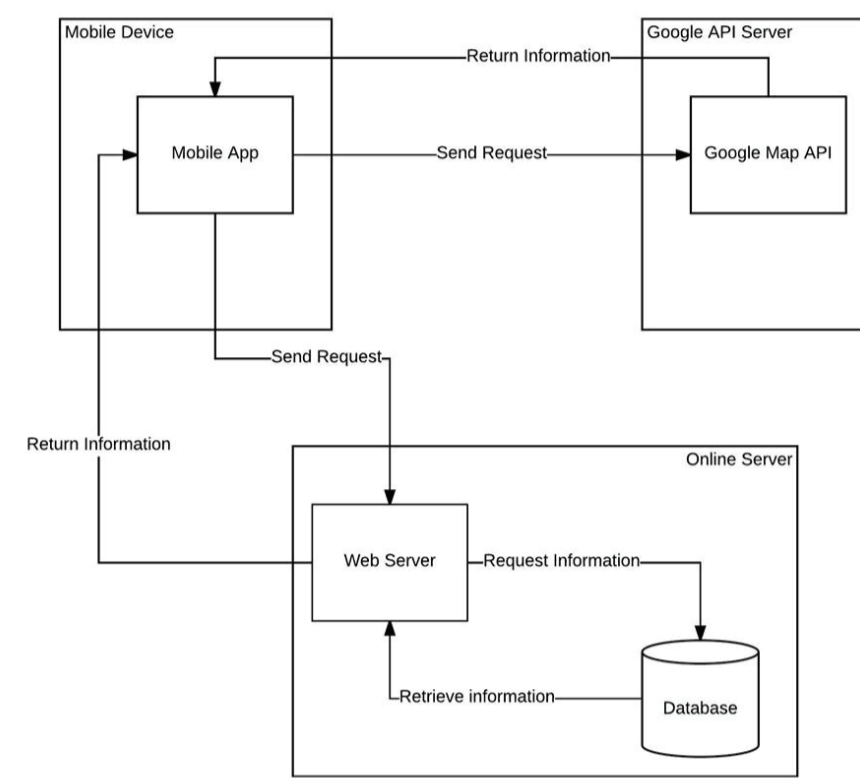 Mobile Device
Google API Server
Return Information
Mobile App
Send Request
Google Map API
Send Request
Return Information
Online Server
Web Server
Request Information
Retrieve information
Database